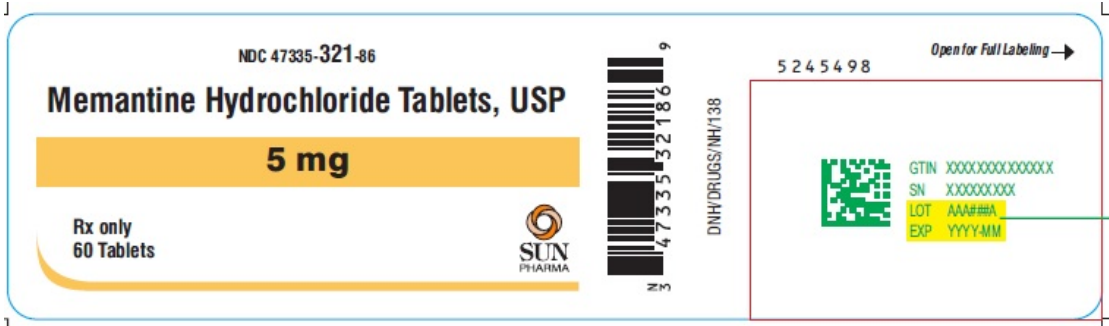 NDC 47335-321-86
Memantine Hydrochloride Tablets, USP
5 mg
Rx only
60 Tablets
SUN
PHARMA
N3 47335 32186 9
DNH/DRUGS/NH/138
5245498
Open for Full Labeling
GTIN XXXXXXXXXXXXXX
SN XXXXXXXXX
LOT AAA###A
EXP YYYY-MM